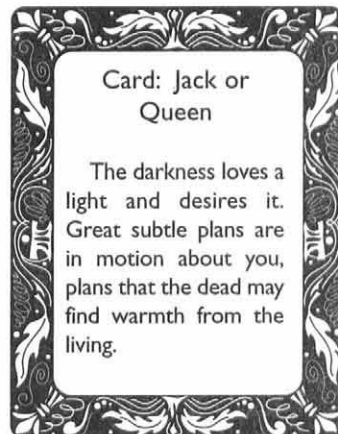 Card: Jack or
Queen
The darkness loves a
light and desires it.
Great subtle plans are
in motion about you,
plans that the dead may
find warmth from the
living.